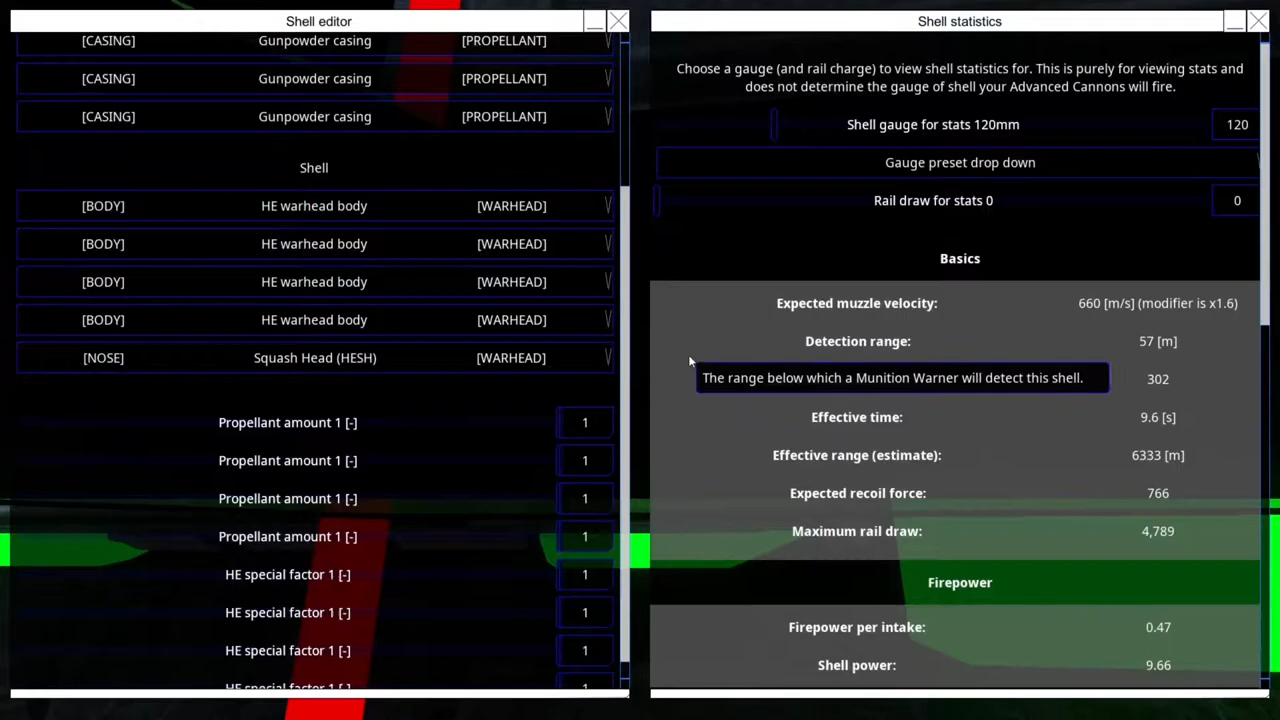 Shell editor
[CASING] Gunpowder casing [PROPELLANT]
[CASING] Gunpowder casing [PROPELLANT]
[CASING] Gunpowder casing [PROPELLANT]
Shell
[BODY] HE warhead body [WARHEAD]
[BODY] HE warhead body [WARHEAD]
[BODY] HE warhead body [WARHEAD]
[BODY] HE warhead body [WARHEAD]
[NOSE] Squash Head (HESH) [WARHEAD]
Propellant amount 1 [-] 1
Propellant amount 1 [-] 1
Propellant amount 1 [-] 1
Propellant amount 1 [-] 1
HE special factor 1 [-] 1
HE special factor 1 [-] 1
HE special factor 1 [-] 1
HE special factor 1 [-] 1
Shell statistics
Choose a gauge (and rail charge) to view shell statistics for. This is purely for viewing stats and
does not determine the gauge of shell your Advanced Cannons will fire.
Shell gauge for stats 120mm 120
Gauge preset drop down
Rail draw for stats 0 0
Basics
Expected muzzle velocity: 660 [m/s] (modifier is x1.6)
Detection range: 57 [m]
The range below which a Munition Warner will detect this shell. 302
Effective time: 9.6 [s]
Effective range (estimate): 6333 [m]
Expected recoil force: 766
Maximum rail draw: 4,789
Firepower
Firepower per intake: 0.47
Shell power: 9.66